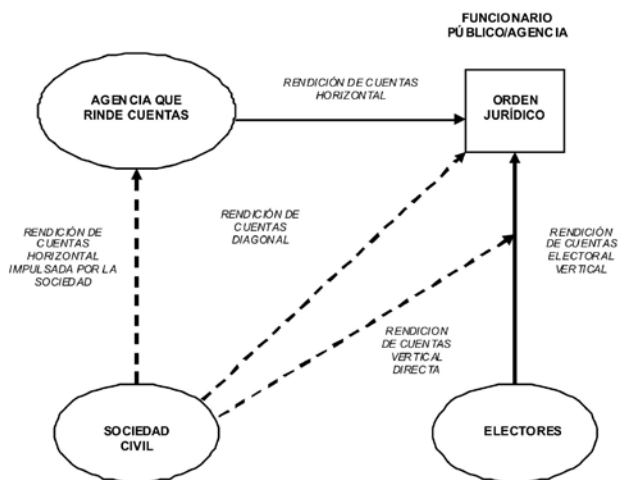 FUNCIONARIO
PÚBLICO/AGENCIA
AGENCIA QUE
RINDE CUENTAS
RENDICIÓN DE CUENTAS
HORIZONTAL
ORDEN
JURÍDICO
RENDICIÓN DE
CUENTAS
HORIZONTAL
IMPULSADA POR LA
SOCIEDAD
RENDICIÓN DE
CUENTAS
DIAGONAL
RENDICIÓN
DE CUENTAS
ELECTORAL
VERTICAL
RENDICION
DE CUENTAS
VERTICAL
DIRECTA
SOCIEDAD
CIVIL
ELECTORES